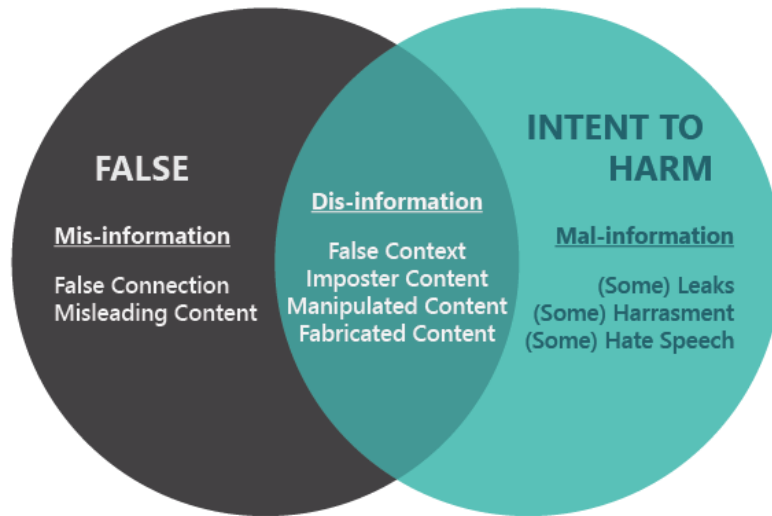 FALSE
Mis-information
False Connection
Misleading Content
Dis-information
False Context
Imposter Content
Manipulated Content
Fabricated Content
INTENT TO
HARM
Mal-information
(Some) Leaks
(Some) Harrasment
(Some) Hate Speech